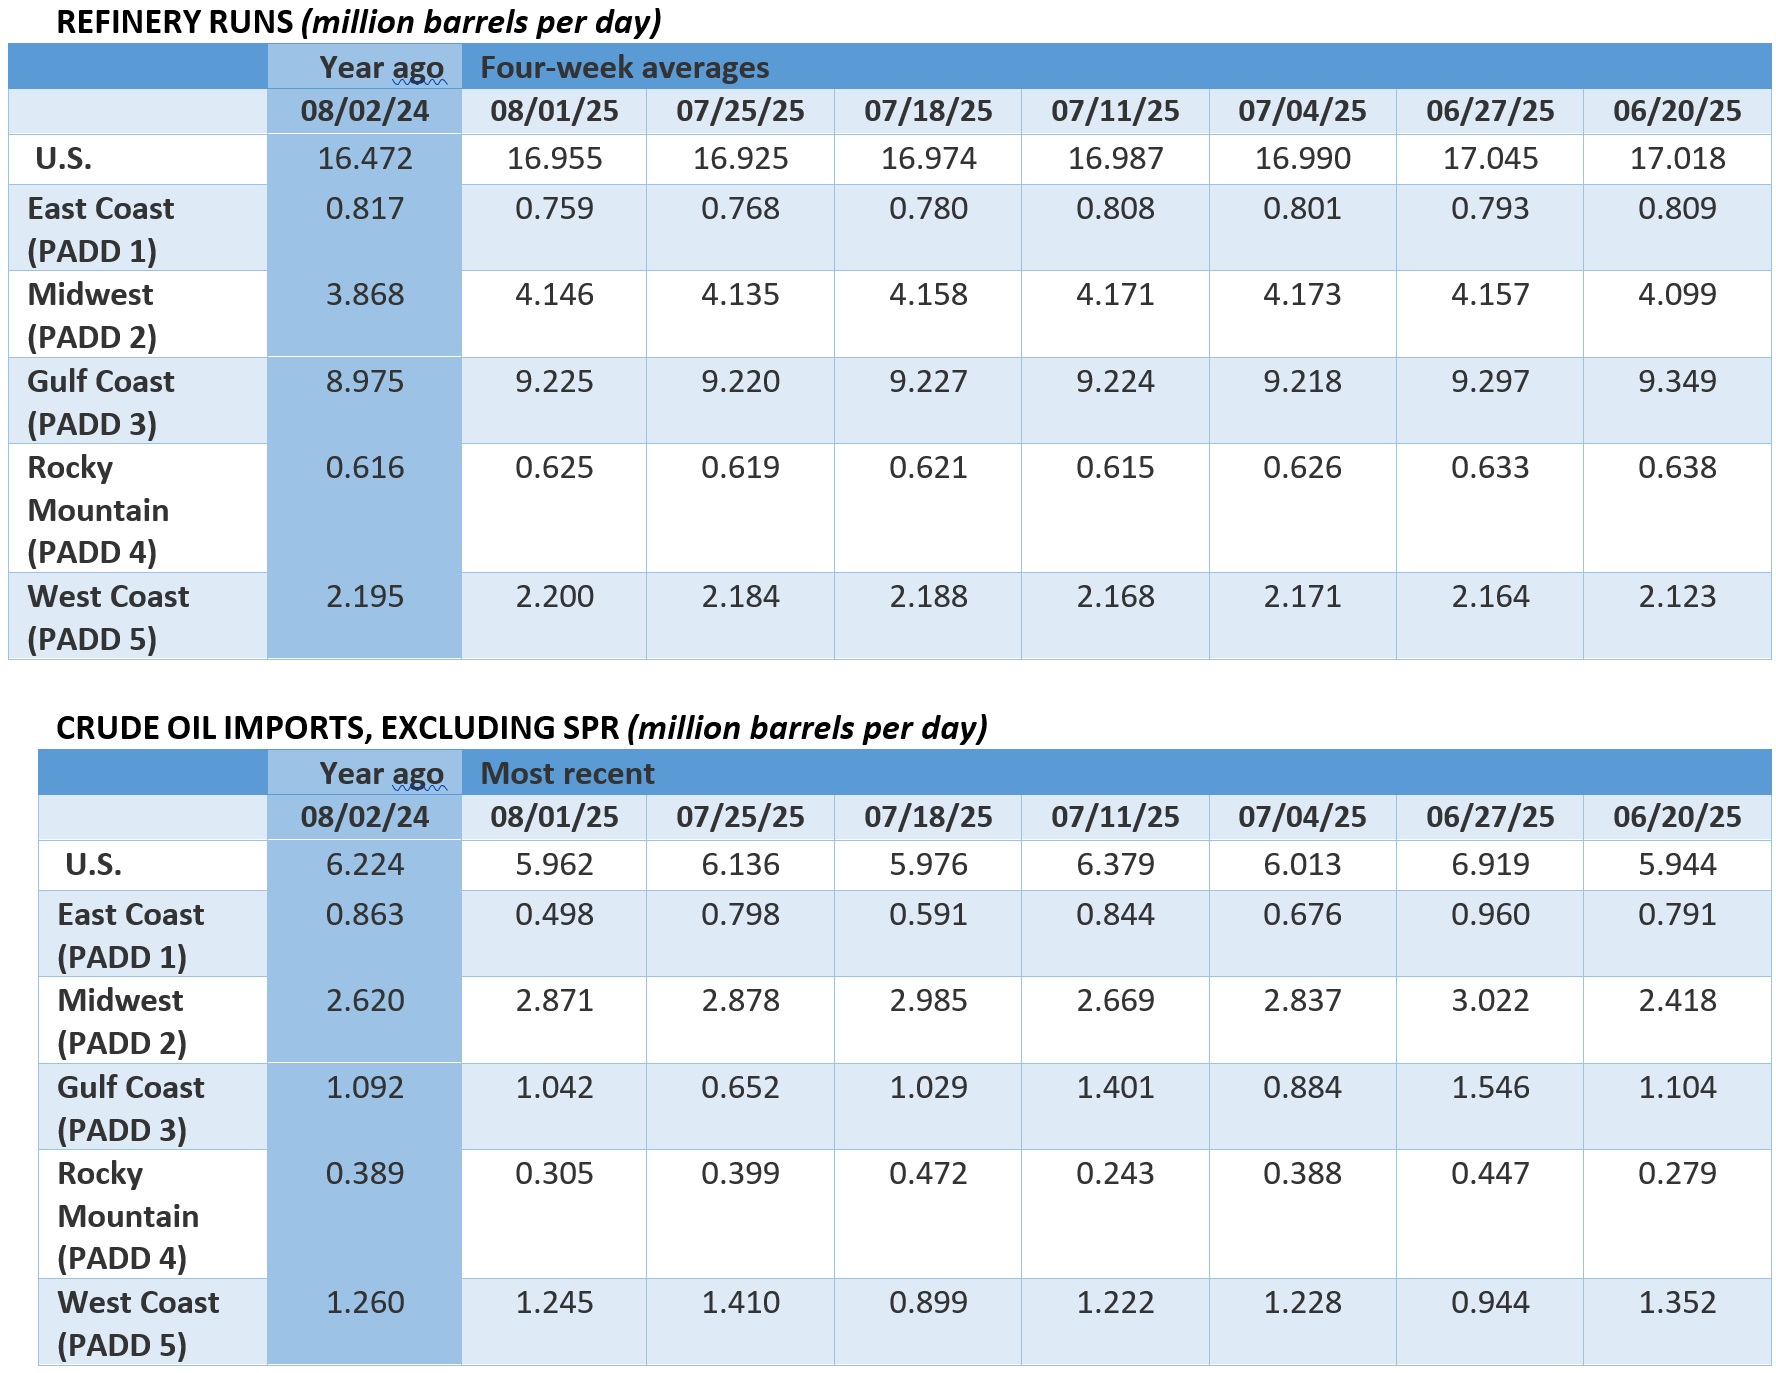 REFINERY RUNS (million barrels per day)
Year ago Four-week averages
08/02/24 08/01/25 07/25/25 07/18/25 07/11/25 07/04/25 06/27/25 06/20/25
U.S. 16.472 16.955 16.925 16.974 16.987 16.990 17.045 17.018
East Coast 0.817 0.759 0.768 0.780 0.808 0.801 0.793 0.809
(PADD 1)
Midwest 3.868 4.146 4.135 4.158 4.171 4.173 4.157 4.099
(PADD 2)
Gulf Coast 8.975 9.225 9.220 9.227 9.224 9.218 9.297 9.349
(PADD 3)
Rocky 0.616 0.625 0.619 0.621 0.615 0.626 0.633 0.638
Mountain
(PADD 4)
West Coast 2.195 2.200 2.184 2.188 2.168 2.171 2.164 2.123
(PADD 5)
CRUDE OIL IMPORTS, EXCLUDING SPR (million barrels per day)
Year ago Most recent
08/02/24 08/01/25 07/25/25 07/18/25 07/11/25 07/04/25 06/27/25 06/20/25
U.S. 6.224 5.962 6.136 5.976 6.379 6.013 6.919 5.944
East Coast 0.863 0.498 0.798 0.591 0.844 0.676 0.960 0.791
(PADD 1)
Midwest 2.620 2.871 2.878 2.985 2.669 2.837 3.022 2.418
(PADD 2)
Gulf Coast 1.092 1.042 0.652 1.029 1.401 0.884 1.546 1.104
(PADD 3)
Rocky 0.389 0.305 0.399 0.472 0.243 0.388 0.447 0.279
Mountain
(PADD 4)
West Coast 1.260 1.245 1.410 0.899 1.222 1.228 0.944 1.352
(PADD 5)